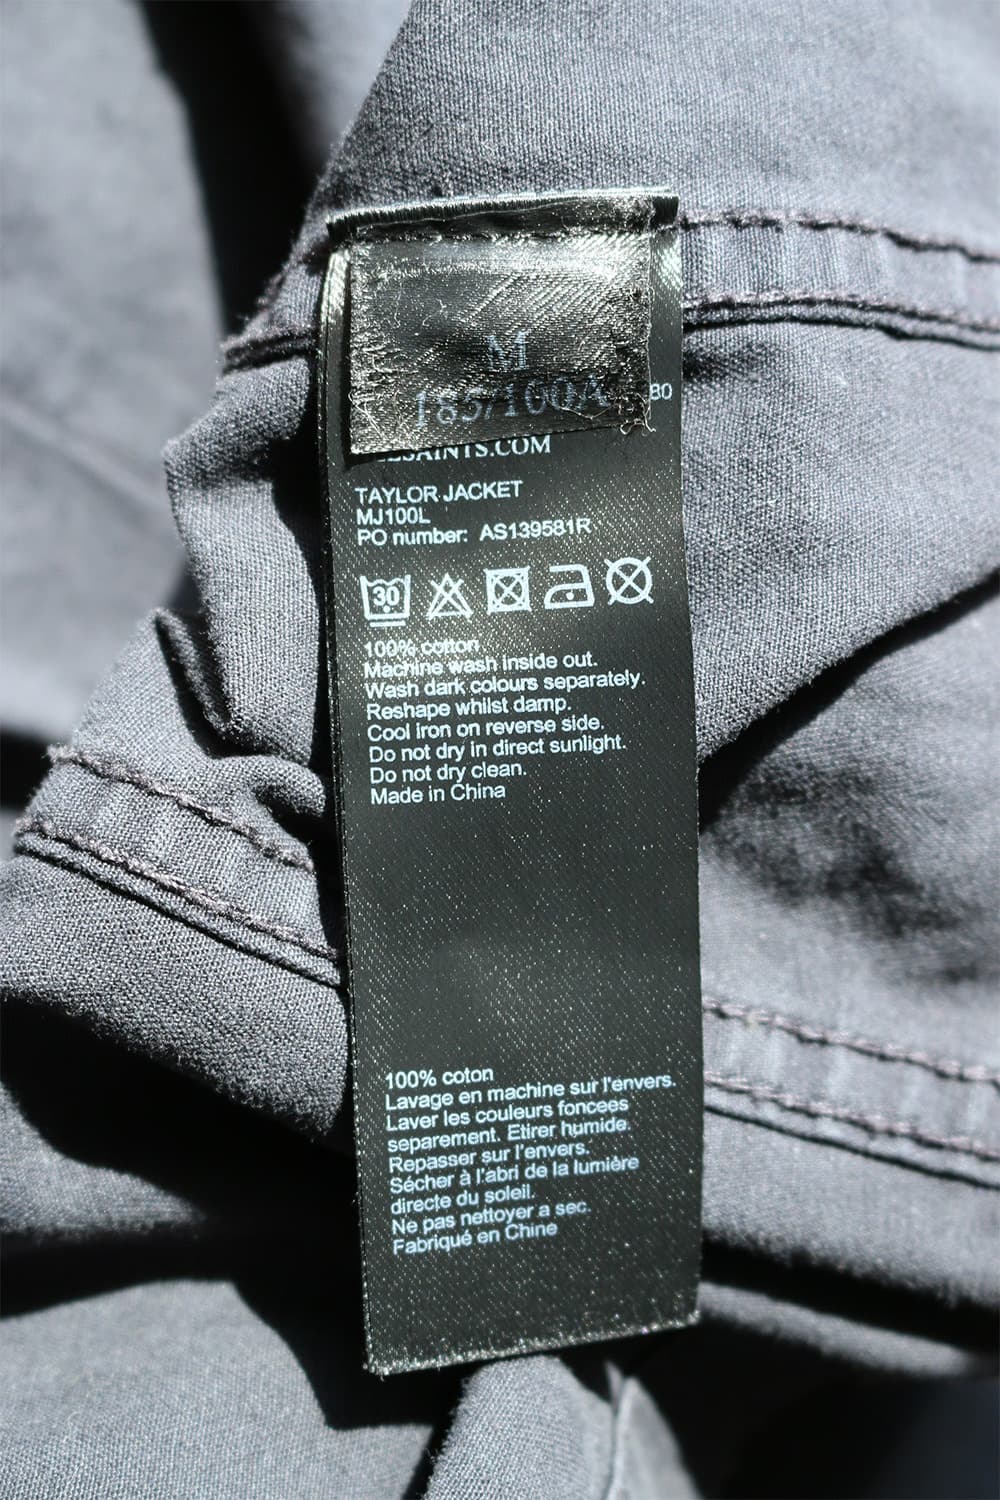 M
185/100A
80
SAINTS.COM
TAYLOR JACKET
MJ100L
PO number: AS139581R
30
100% cotton
Machine wash inside out.
Wash dark colours separately.
Reshape whilst damp.
Cool iron on reverse side.
Do not dry in direct sunlight.
Do not dry clean.
Made in China
100% coton
Lavage en machine sur l'envers.
Laver les couleurs foncees
separement. Etirer humide.
Repasser sur l'envers.
Sécher à l'abri de la lumière
directe du soleil.
Ne pas nettoyer a sec.
Fabriqué en Chine